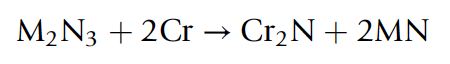 M₂N₃ + 2Cr → Cr₂N + 2MN